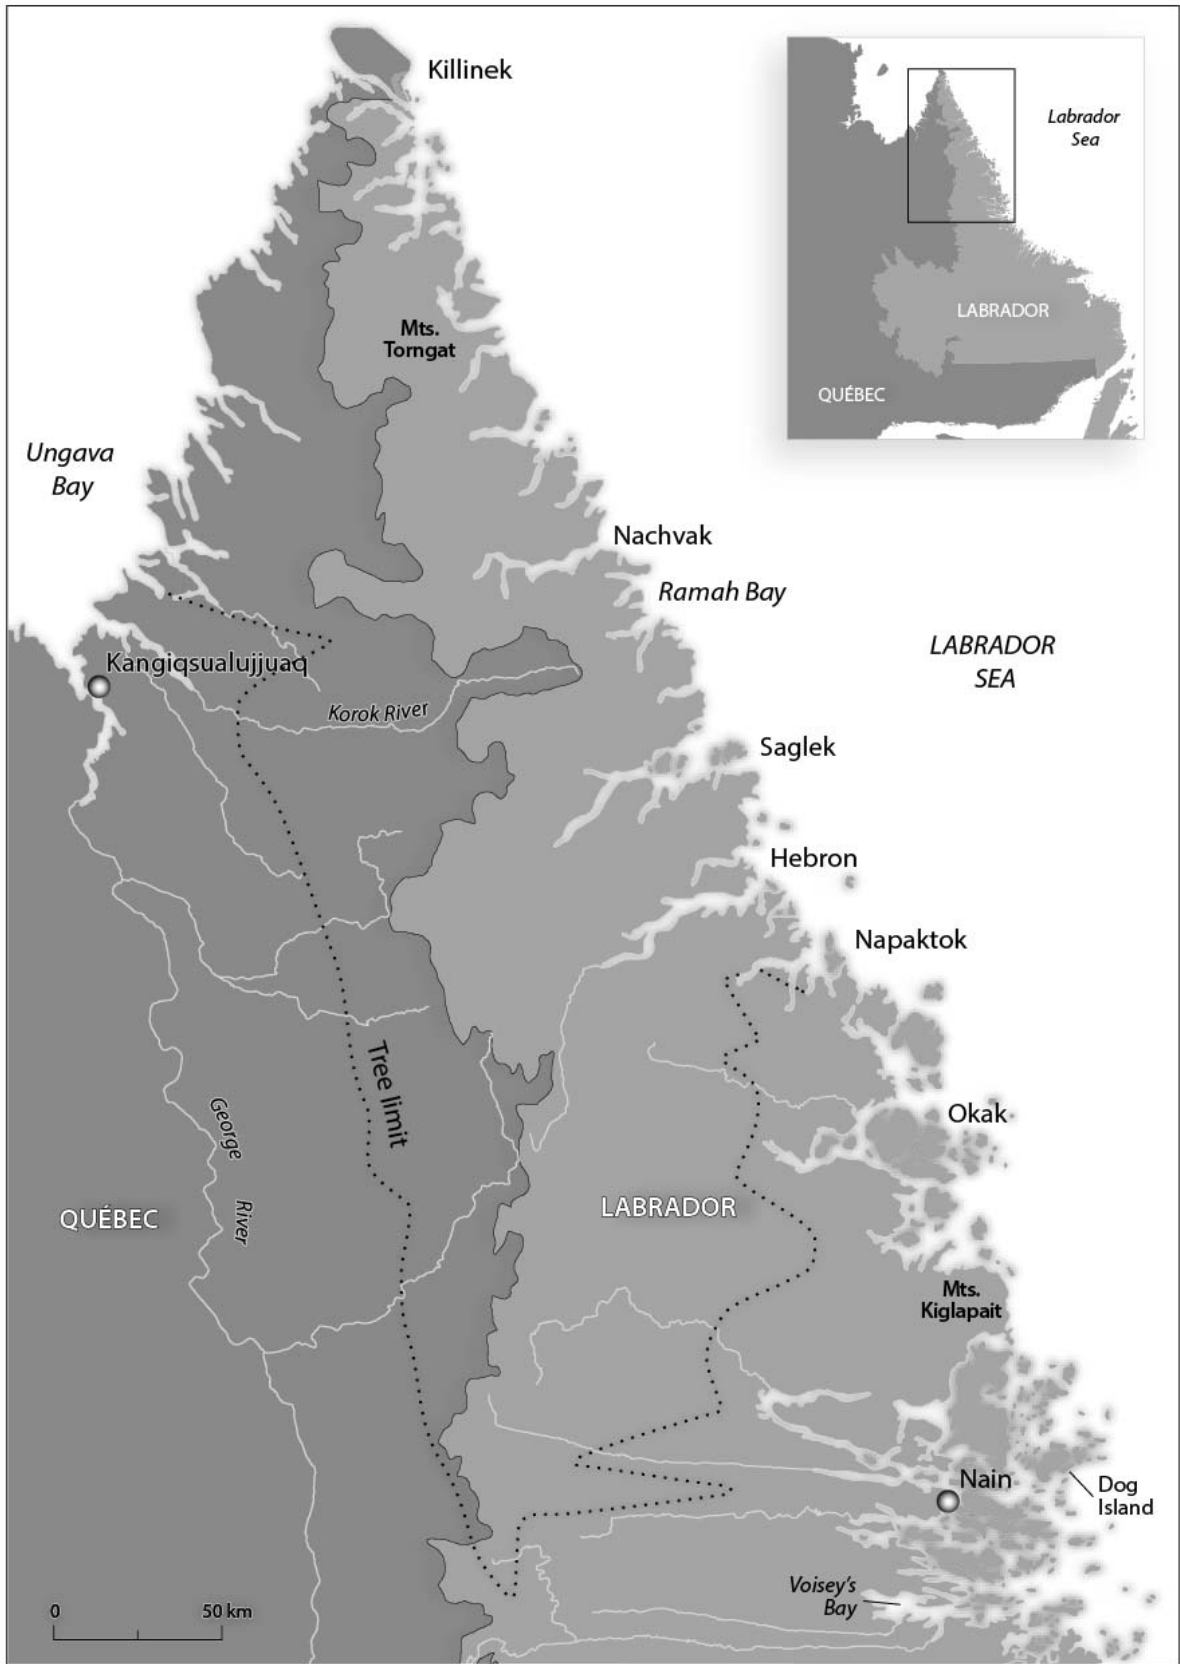 Killinek
Labrador
Sea
LABRADOR
QUÉBEC
Mts.
Torngat
Ungava
Bay
Nachvak
Ramah Bay
LABRADOR
SEA
Kangiqsualujjuaq
Korok River
Saglek
Hebron
Napaktok
Tree limit
George
River
Okak
QUÉBEC
LABRADOR
Mts.
Kiglapait
Nain
Dog
Island
Voisey's
Bay
0 50 km